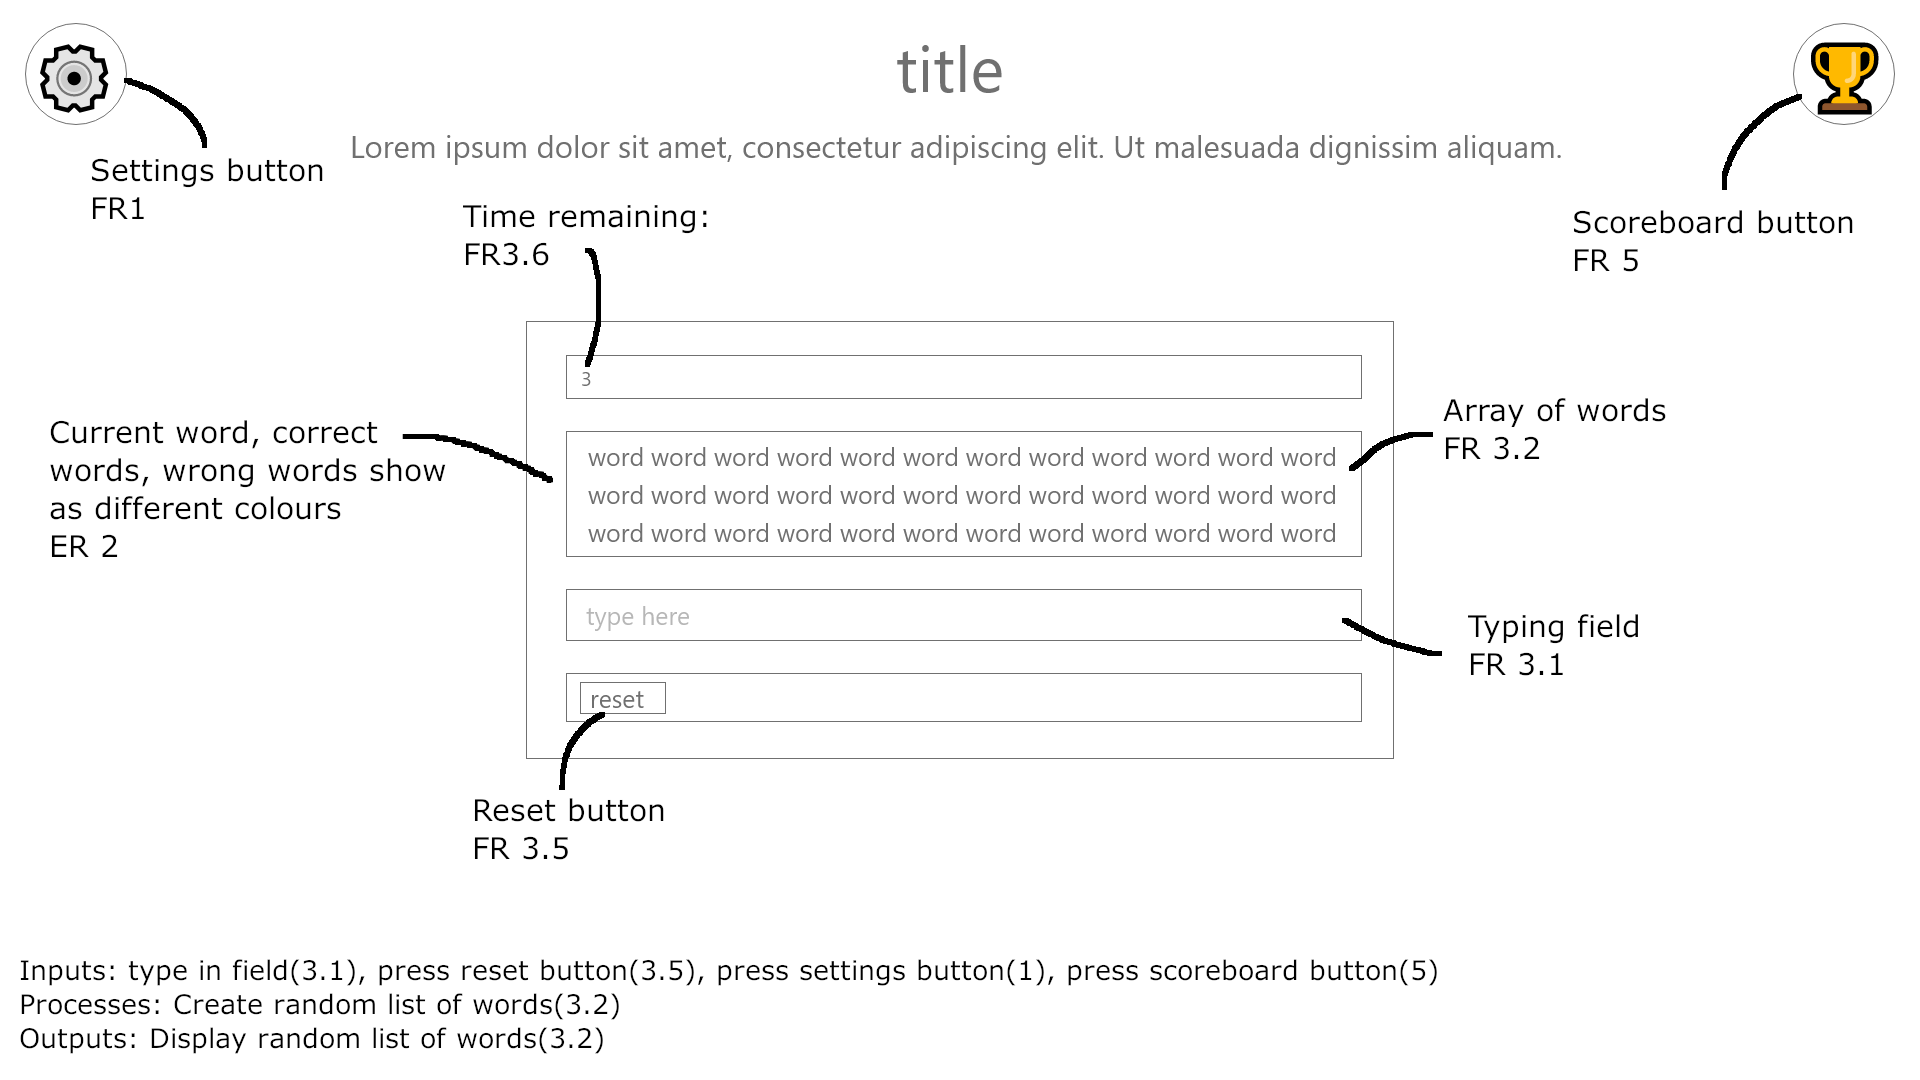 title
Lorem ipsum dolor sit amet, consectetur adipiscing elit. Ut malesuada dignissim aliquam.
Settings button
FR1
Time remaining:
FR3.6
Scoreboard button
FR 5
3
Current word, correct
words, wrong words show
as different colours
ER 2
word word word word word word word word word word word word
word word word word word word word word word word word word
word word word word word word word word word word word word
Array of words
FR 3.2
type here
Typing field
FR 3.1
reset
Reset button
FR 3.5
Inputs: type in field(3.1), press reset button(3.5), press settings button(1), press scoreboard button(5)
Processes: Create random list of words(3.2)
Outputs: Display random list of words(3.2)